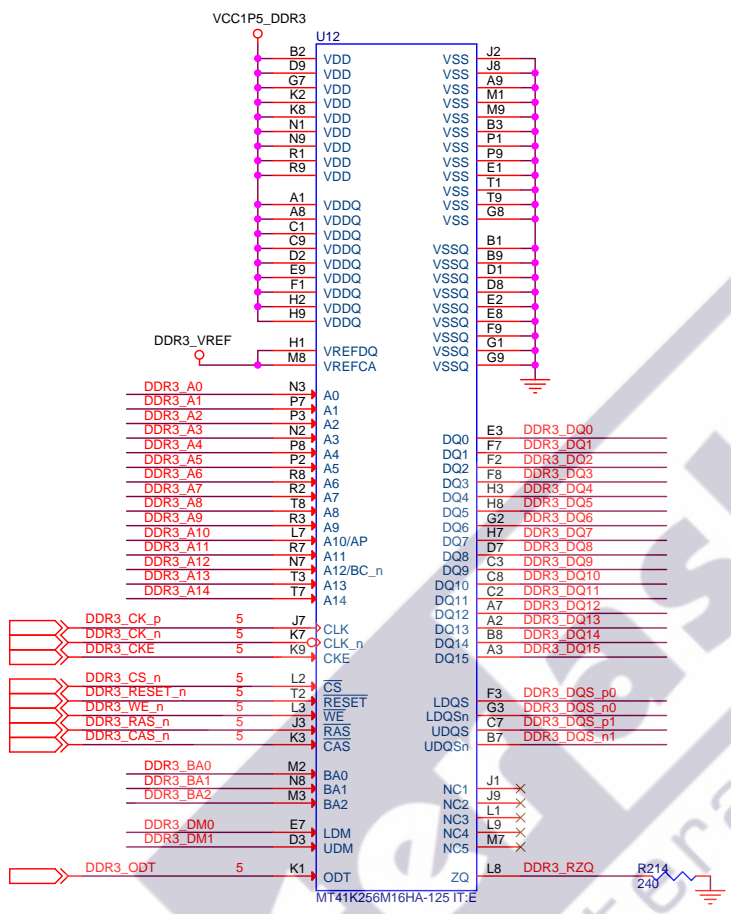 VCC1P5_DDR3
U12
B2 VDD VSS J2
D9 VDD VSS J8
G7 VDD VSS A9
K2 VDD VSS M1
K8 VDD VSS M9
N1 VDD VSS B3
N9 VDD VSS P1
R1 VDD VSS P9
R9 VDD VSS E1
VSS T1
A1 VDDQ VSS T9
A8 VDDQ VSS G8
C1 VDDQ
C9 VDDQ VSSQ B1
D2 VDDQ VSSQ B9
E9 VDDQ VSSQ D1
F1 VDDQ VSSQ D8
H2 VDDQ VSSQ E2
H9 VDDQ VSSQ E8
VSSQ F9
DDR3_VREF H1 VREFDQ VSSQ G1
M8 VREFCA VSSQ G9
DDR3_A0 N3 A0
DDR3_A1 P7 A1
DDR3_A2 P3 A2
DDR3_A3 N2 A3 DQ0 E3 DDR3_DQ0
DDR3_A4 P8 A4 DQ1 F7 DDR3_DQ1
DDR3_A5 P2 A5 DQ2 F2 DDR3_DQ2
DDR3_A6 R8 A6 DQ3 F8 DDR3_DQ3
DDR3_A7 R2 A7 DQ4 H3 DDR3_DQ4
DDR3_A8 T8 A8 DQ5 H8 DDR3_DQ5
DDR3_A9 R3 A9 DQ6 G2 DDR3_DQ6
DDR3_A10 L7 A10/AP DQ7 H7 DDR3_DQ7
DDR3_A11 R7 A11 DQ8 D7 DDR3_DQ8
DDR3_A12 N7 A12/BC_n DQ9 C3 DDR3_DQ9
DDR3_A13 T3 A13 DQ10 C8 DDR3_DQ10
DDR3_A14 T7 A14 DQ11 C2 DDR3_DQ11
DQ12 A7 DDR3_DQ12
DDR3_CK_p 5 J7 CLK DQ13 A2 DDR3_DQ13
DDR3_CK_n 5 K7 CLK_n DQ14 B8 DDR3_DQ14
DDR3_CKE 5 K9 CKE DQ15 A3 DDR3_DQ15
DDR3_CS_n 5 L2 CS
DDR3_RESET_n 5 T2 RESET LDQS F3 DDR3_DQS_p0
DDR3_WE_n 5 L3 WE LDQSn G3 DDR3_DQS_n0
DDR3_RAS_n 5 J3 RAS UDQS C7 DDR3_DQS_p1
DDR3_CAS_n 5 K3 CAS UDQSn B7 DDR3_DQS_n1
DDR3_BA0 M2 BA0
DDR3_BA1 N8 BA1 NC1 J1
DDR3_BA2 M3 BA2 NC2 J9
NC3 L1
DDR3_DM0 E7 LDM NC4 L9
DDR3_DM1 D3 UDM NC5 M7
DDR3_ODT 5 K1 ODT ZQ L8 DDR3_RZQ R214
240
MT41K256M16HA-125 IT:E